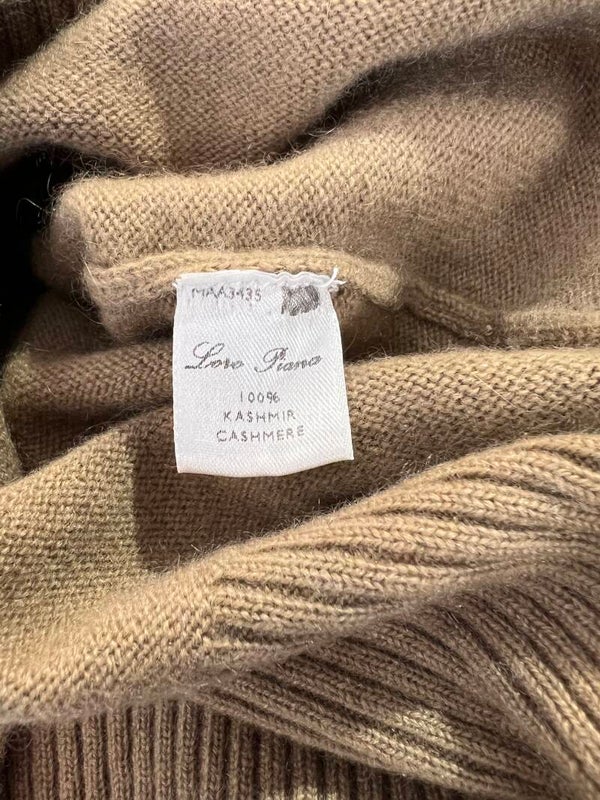 MAA3435
Loro Piana
100%
KASHMIR
CASHMERE